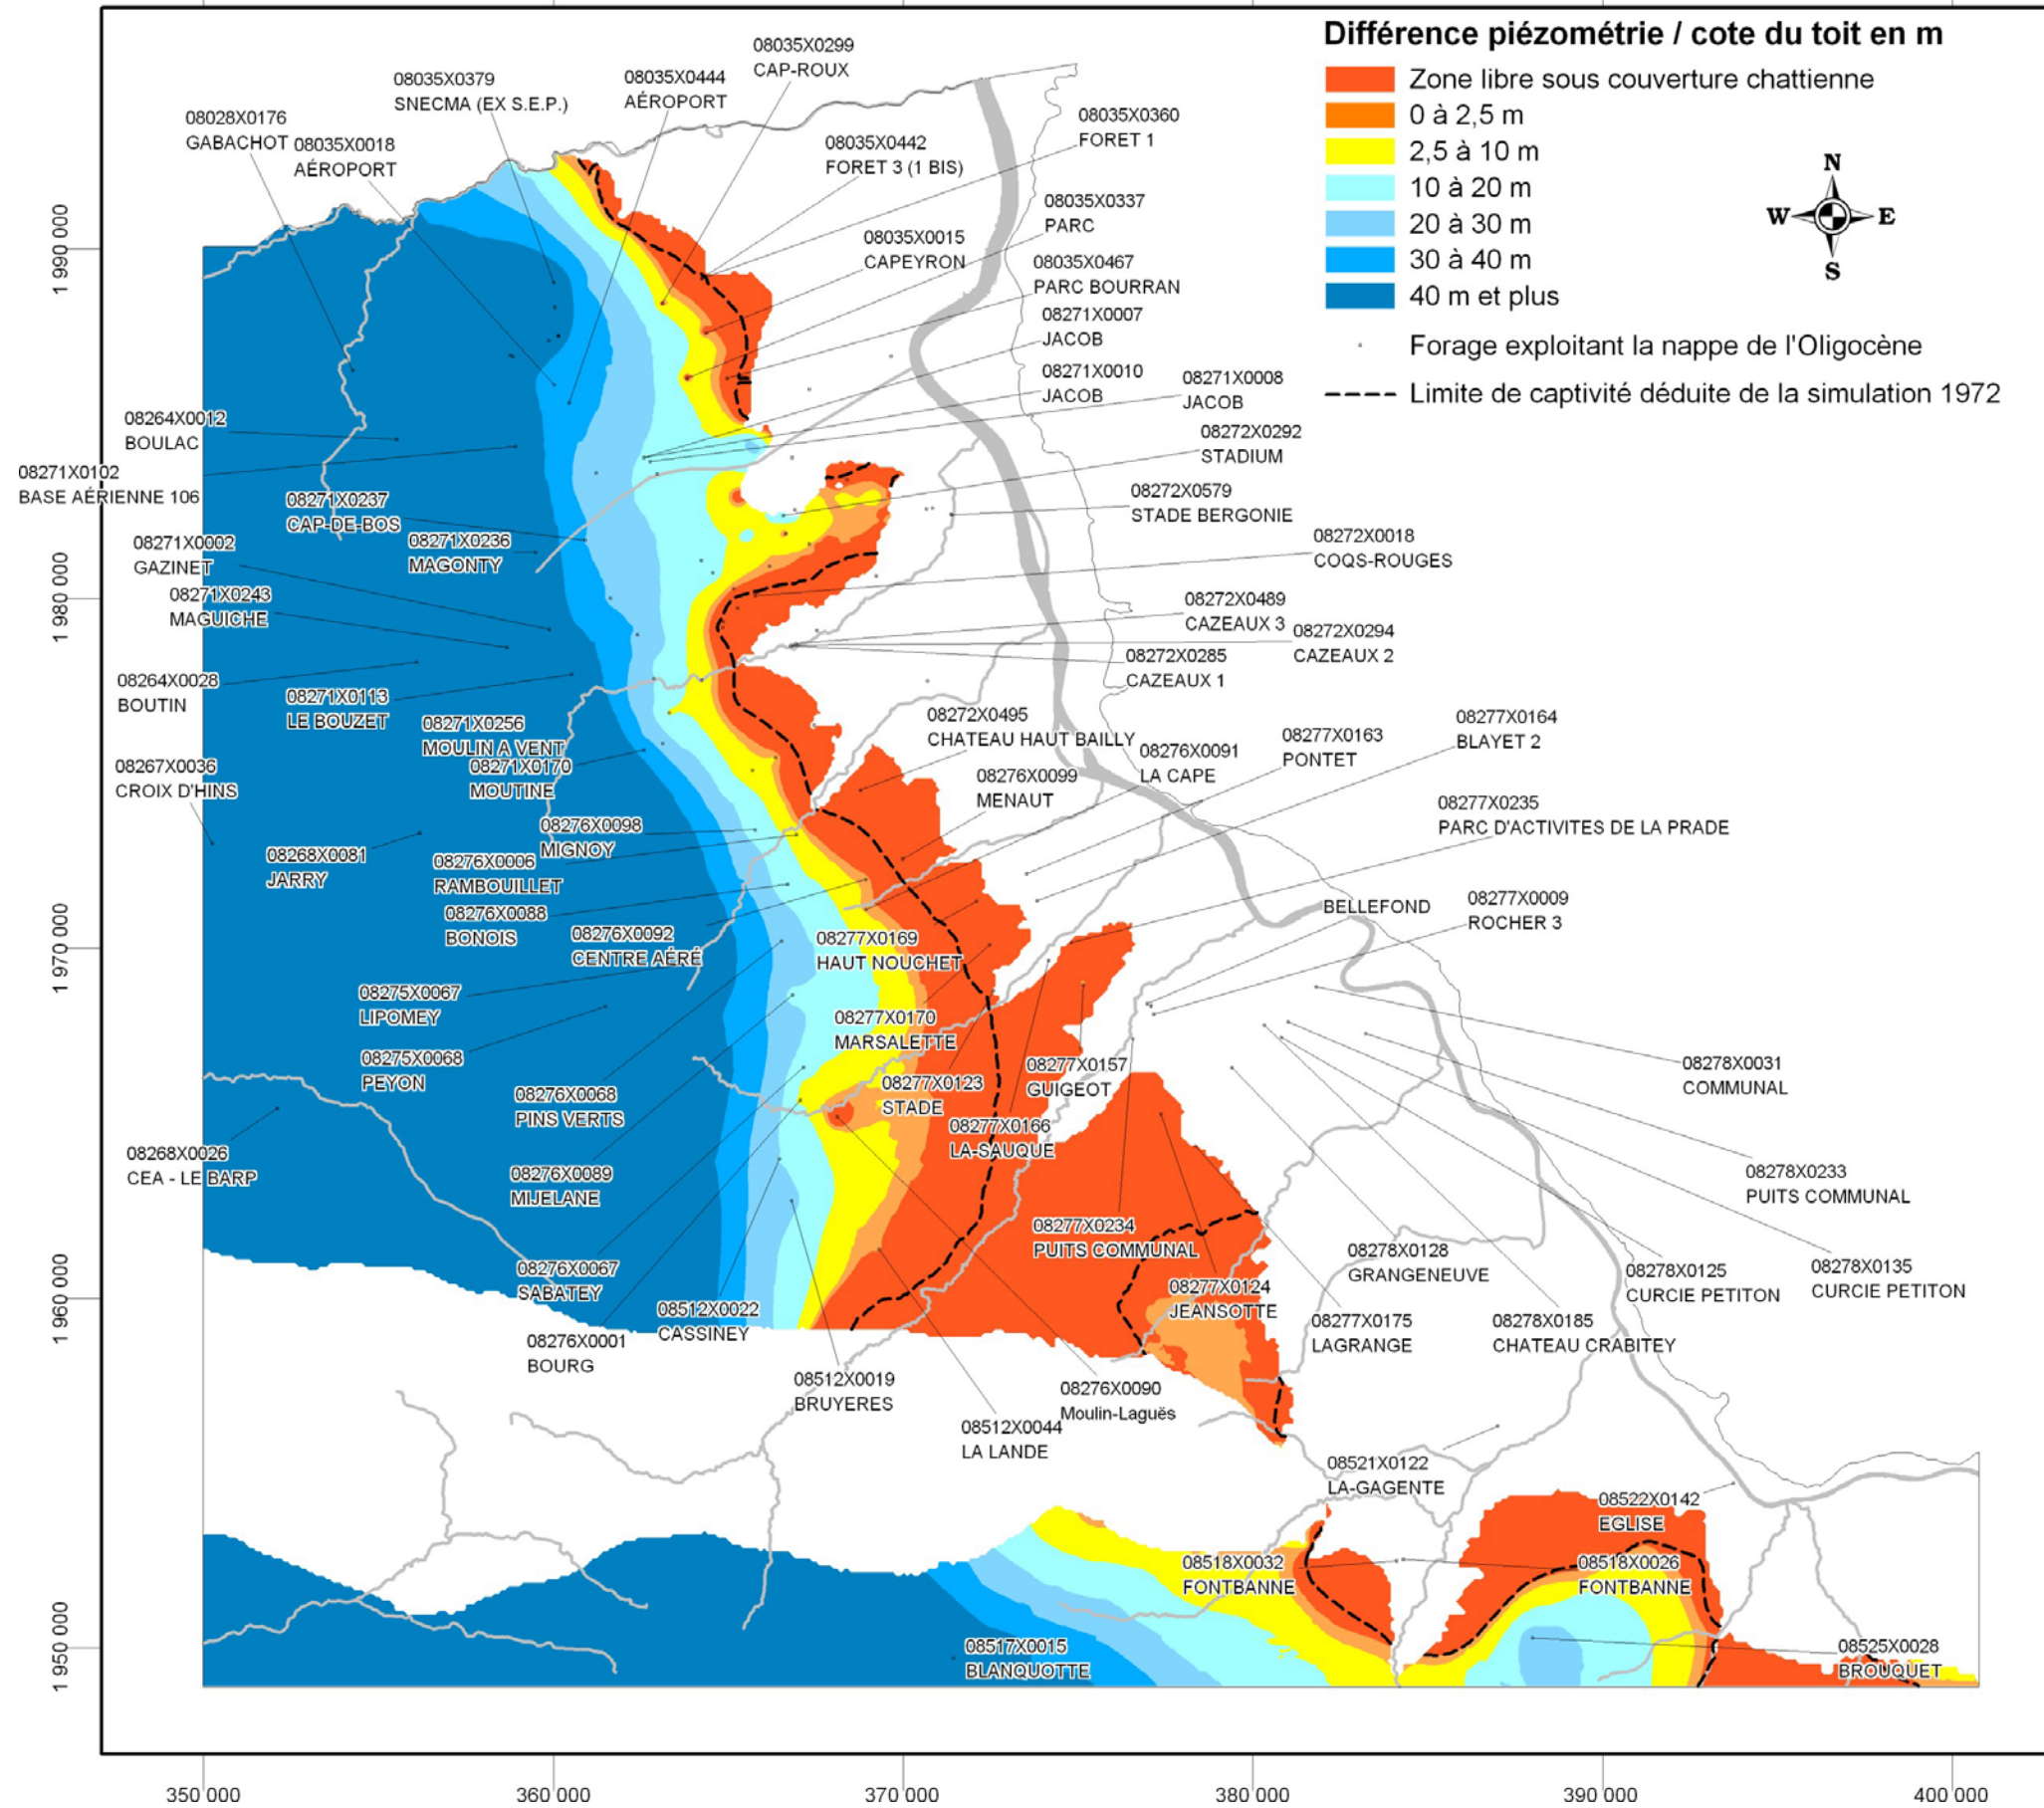 Différence piézométrie / cote du toit en m
Zone libre sous couverture chattienne
0 à 2,5 m
2,5 à 10 m
10 à 20 m
20 à 30 m
30 à 40 m
40 m et plus
Forage exploitant la nappe de l'Oligocène
Limite de captivité déduite de la simulation 1972
N
W
E
S
08035X0299
CAP-ROUX
08035X0379
SNECMA (EX S.E.P.)
08035X0444
AÉROPORT
08028X0176
GABACHOT
08035X0018
AÉROPORT
08035X0442
FORET 3 (1 BIS)
08035X0360
FORET 1
08035X0337
PARC
08035X0015
CAPEYRON
08035X0467
PARC BOURRAN
08271X0007
JACOB
08271X0010
JACOB
08271X0008
JACOB
08272X0292
STADIUM
08272X0579
STADE BERGONIE
08272X0018
COQS-ROUGES
08272X0489
CAZEAUX 3
08272X0294
CAZEAUX 2
08272X0285
CAZEAUX 1
08264X0012
BOULAC
08271X0102
BASE AÉRIENNE 106
08271X0237
CAP-DE-BOS
08271X0002
GAZINET
08271X0236
MAGONTY
08271X0243
MAGUICHE
08264X0028
BOUTIN
08271X0113
LE BOUZET
08271X0256
MOULIN A VENT
08271X0170
MOUTINE
08267X0036
CROIX D'HINS
08268X0081
JARRY
08276X0098
MIGNOY
08276X0006
RAMBOUILLET
08276X0088
BONOIS
08276X0092
CENTRE AÉRÉ
08275X0067
LIPOMEY
08275X0068
PEYON
08276X0068
PINS VERTS
08276X0089
MIJELANE
08268X0026
CEA - LE BARP
08276X0067
SABATEY
08276X0001
BOURG
08512X0022
CASSINEY
08512X0019
BRUYERES
08512X0044
LA LANDE
08276X0090
Moulin-Laguës
08272X0495
CHATEAU HAUT BAILLY
08276X0099
MENAUT
08276X0091
LA CAPE
08277X0163
PONTET
08277X0164
BLAYET 2
08277X0235
PARC D'ACTIVITES DE LA PRADE
BELLEFOND
08277X0009
ROCHER 3
08277X0169
HAUT NOUCHET
08277X0170
MARSALETTE
08277X0123
STADE
08277X0157
GUIGEOT
08277X0166
LA-SAUQUE
08277X0234
PUITS COMMUNAL
08277X0124
JEANSOTTE
08277X0175
LAGRANGE
08278X0128
GRANGENEUVE
08278X0185
CHATEAU CRABITEY
08278X0125
CURCIE PETITON
08278X0135
CURCIE PETITON
08278X0233
PUITS COMMUNAL
08278X0031
COMMUNAL
08521X0122
LA-GAGENTE
08522X0142
EGLISE
08518X0032
FONTBANNE
08518X0026
FONTBANNE
08517X0015
BLANQUOTTE
08525X0028
BROUQUET
1 990 000
1 980 000
1 970 000
1 960 000
1 950 000
350 000
360 000
370 000
380 000
390 000
400 000